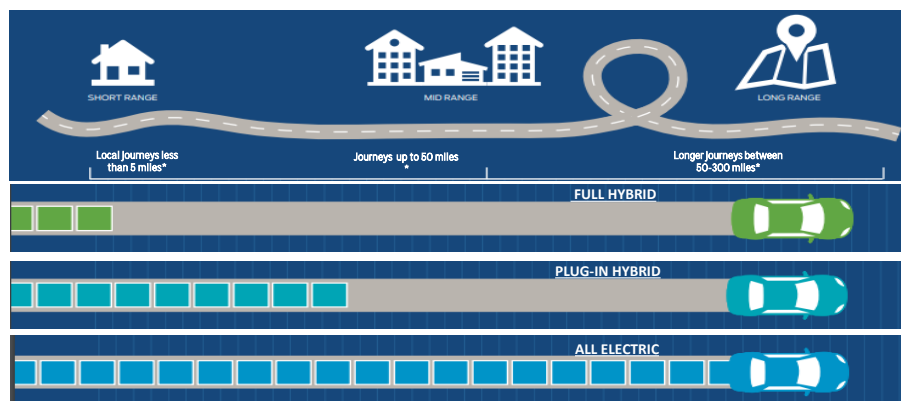 SHORT RANGE
MID RANGE
LONG RANGE
Local journeys less
than 5 miles*
Journeys up to 50 miles
*
Longer journeys between
50-300 miles*
FULL HYBRID
PLUG-IN HYBRID
ALL ELECTRIC